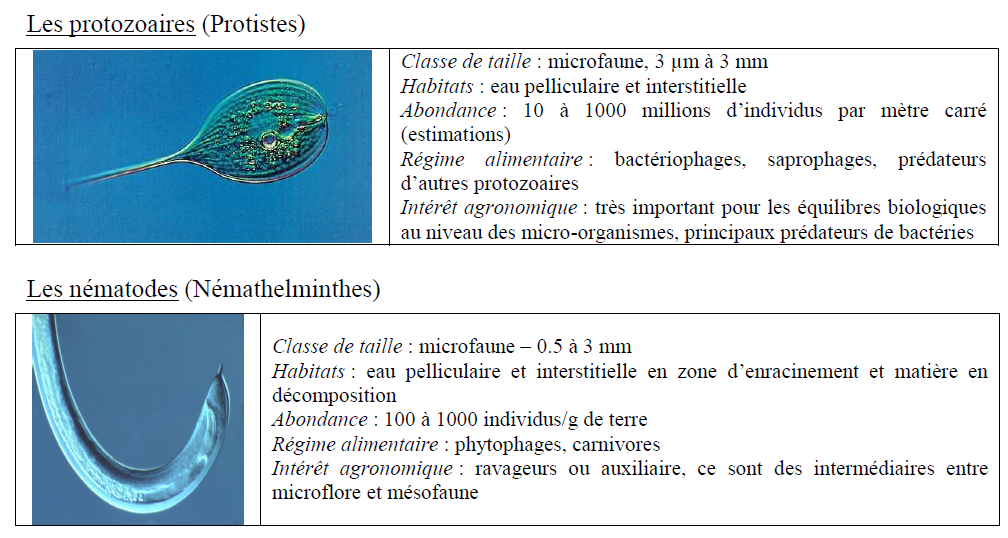 Les protozoaires (Protistes)
Classe de taille : microfaune, 3 µm à 3 mm
Habitats : eau pelliculaire et interstitielle
Abondance : 10 à 1000 millions d'individus par mètre carré
(estimations)
Régime alimentaire : bactériophages, saprophages, prédateurs
d'autres protozoaires
Intérêt agronomique : très important pour les équilibres biologiques
au niveau des micro-organismes, principaux prédateurs de bactéries
Les nématodes (Némathelminthes)
Classe de taille : microfaune – 0.5 à 3 mm
Habitats : eau pelliculaire et interstitielle en zone d'enracinement et matière en
décomposition
Abondance : 100 à 1000 individus/g de terre
Régime alimentaire : phytophages, carnivores
Intérêt agronomique : ravageurs ou auxiliaire, ce sont des intermédiaires entre
microflore et mésofaune